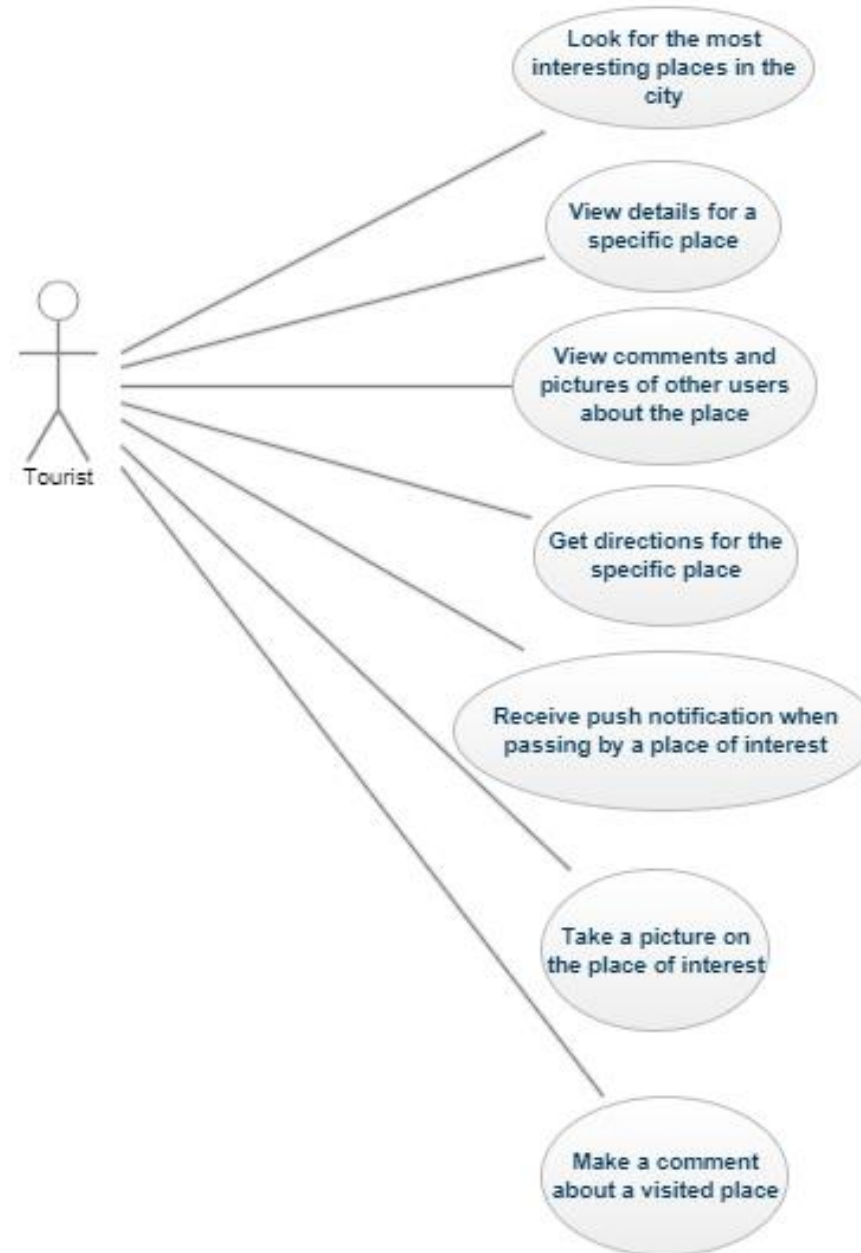 Look for the most
interesting places in the
city
View details for a
specific place
View comments and
pictures of other users
about the place
Tourist
Get directions for the
specific place
Receive push notification when
passing by a place of interest
Take a picture on
the place of interest
Make a comment
about a visited place